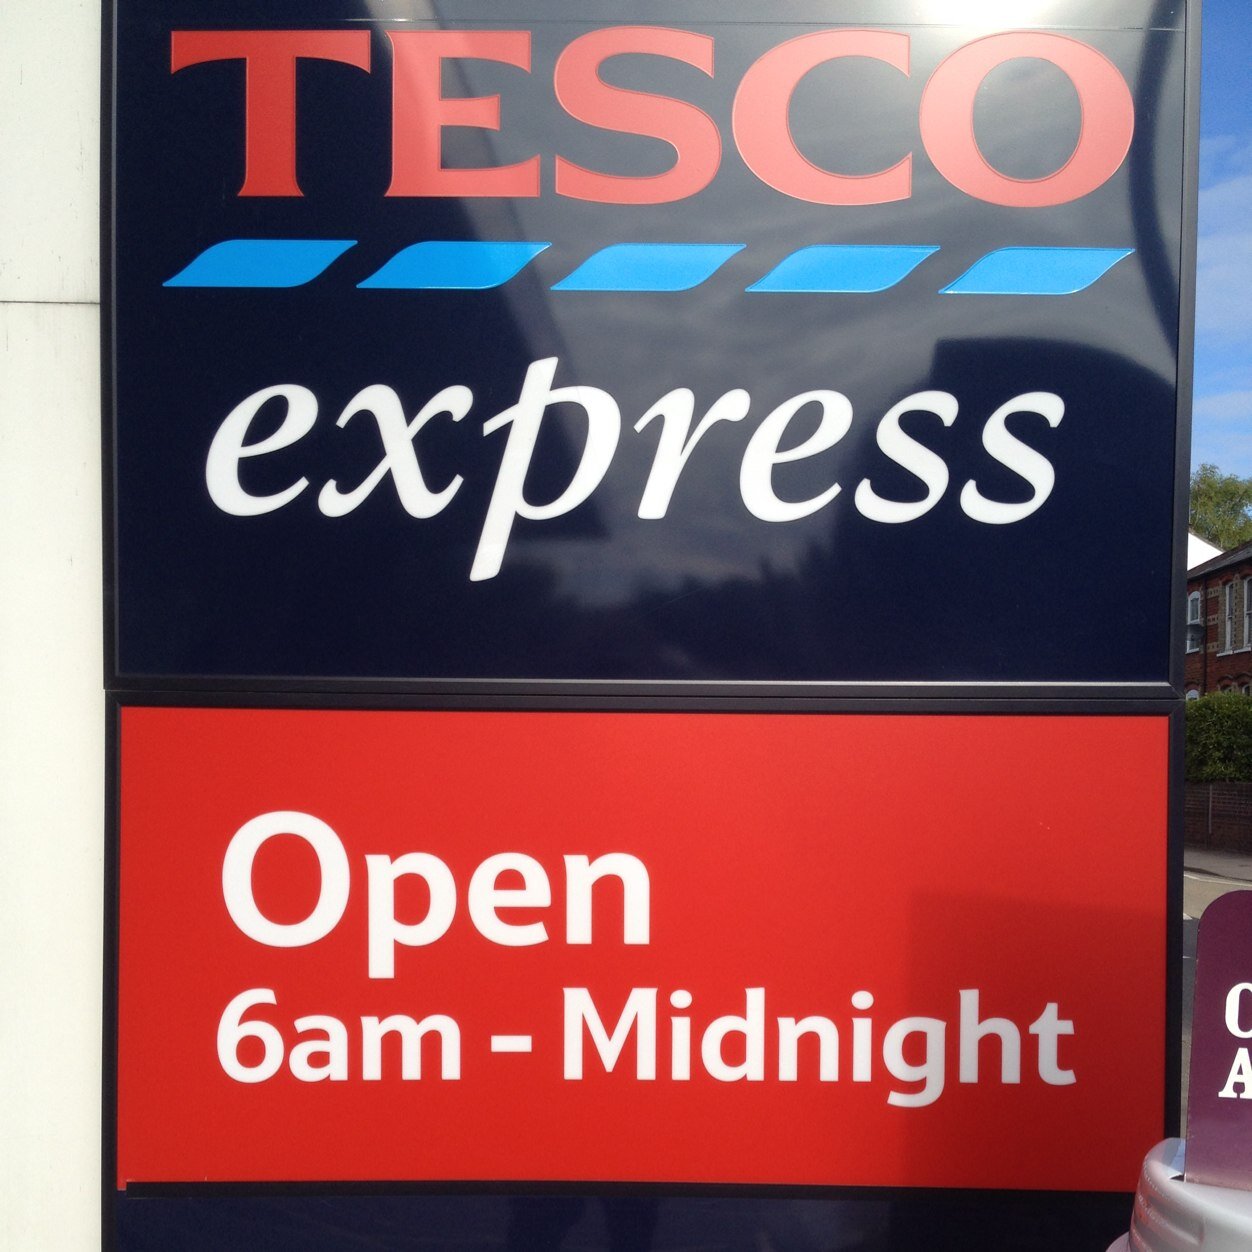 TESCO
express
Open
6am - Midnight